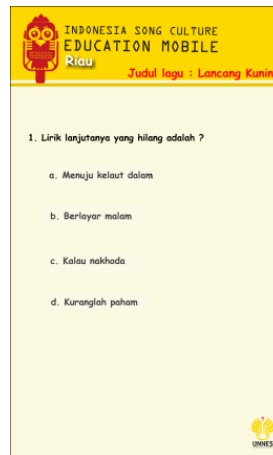 INDONESIA SONG CULTURE
EDUCATION MOBILE
Riau
Judul lagu : Lancang Kunin
1. Lirik lanjutanya yang hilang adalah ?
a. Menuju kelaut dalam
b. Berlayar malam
c. Kalau nakhoda
d. Kuranglah paham
UNNES